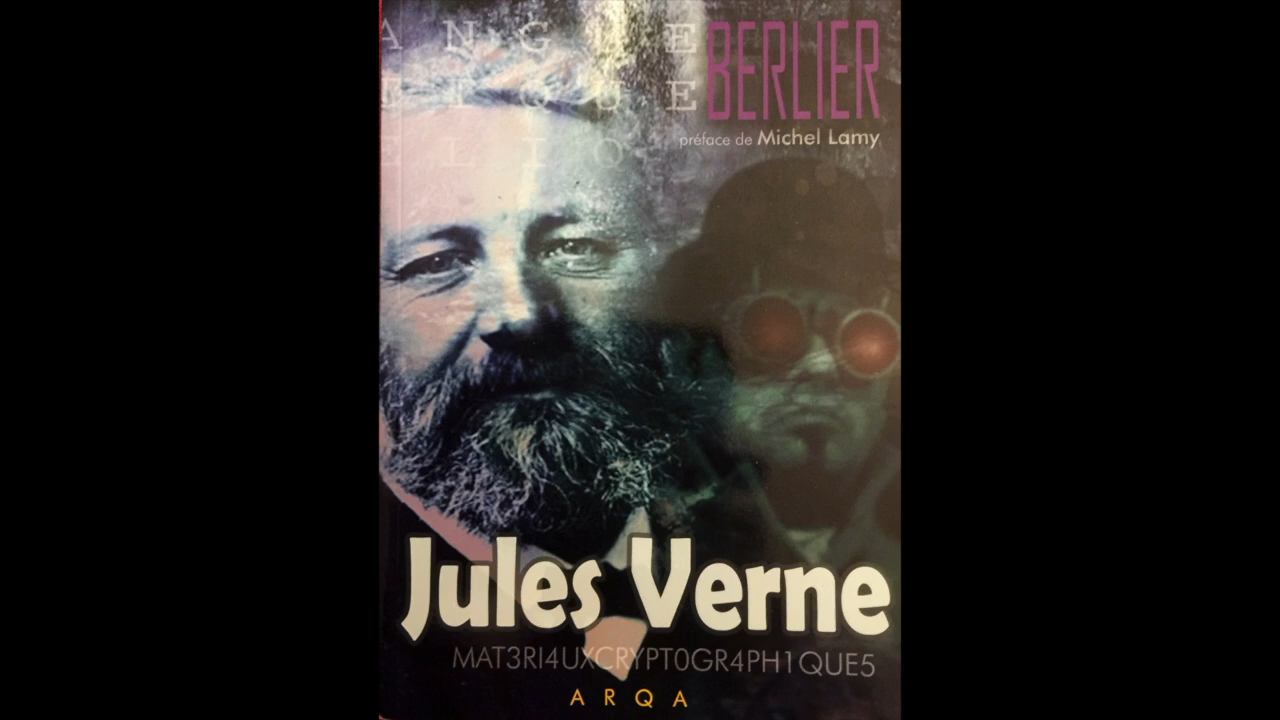 A N G U E
BERLIER
E T Q U E
préface de Michel Lamy
E L I O
Jules Verne
MAT3RI4UXCRYPT0GR4PH1QUE5
ARQA